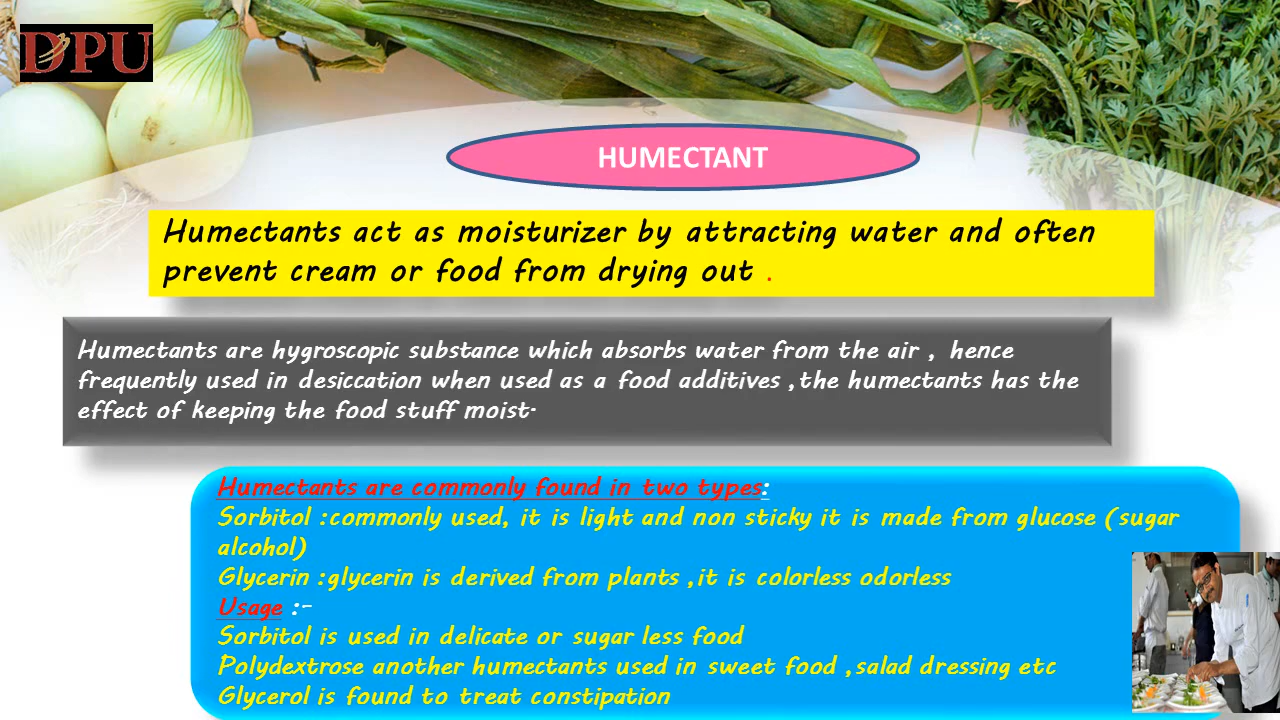 DPU
HUMECTANT
Humectants act as moisturizer by attracting water and often
prevent cream or food from drying out .
Humectants are hygroscopic substance which absorbs water from the air , hence
frequently used in desiccation when used as a food additives ,the humectants has the
effect of keeping the food stuff moist.
Humectants are commonly found in two types:
Sorbitol :commonly used, it is light and non sticky it is made from glucose (sugar
alcohol)
Glycerin :glycerin is derived from plants ,it is colorless odorless
Usage :-
Sorbitol is used in delicate or sugar less food
Polydextrose another humectants used in sweet food ,salad dressing etc
Glycerol is found to treat constipation